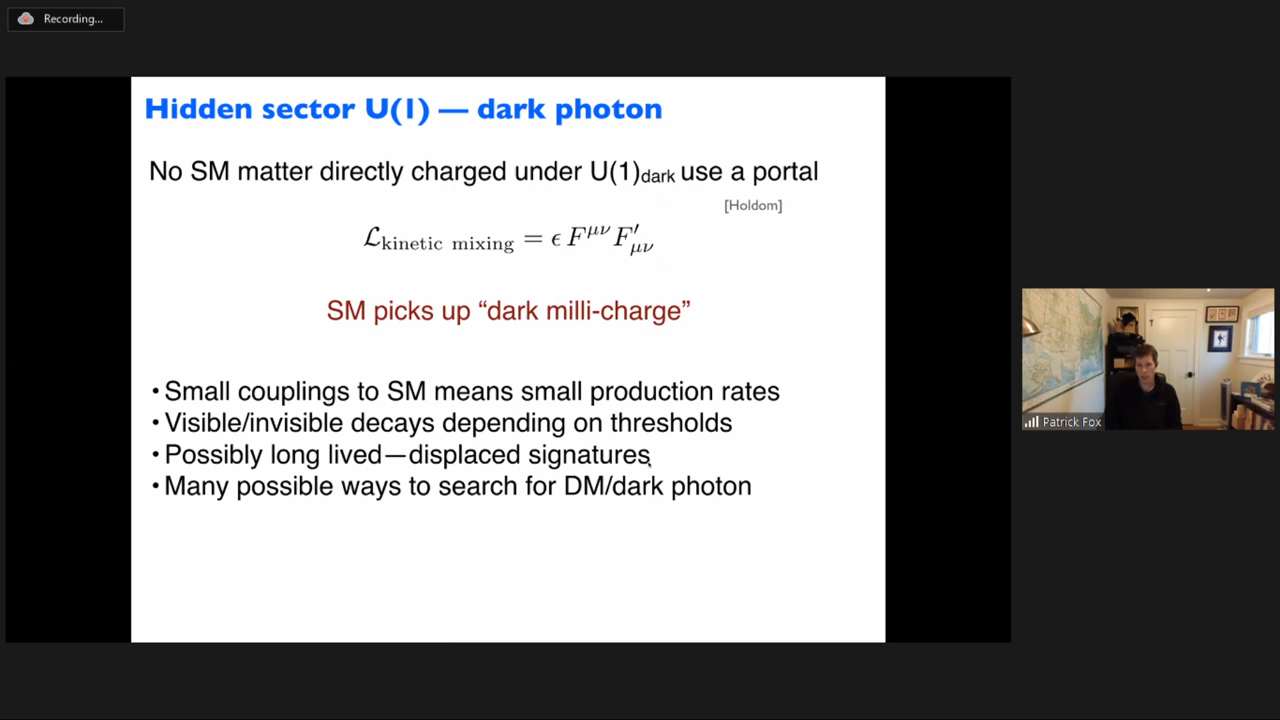 Recording...
Hidden sector U(1) — dark photon
No SM matter directly charged under U(1)dark use a portal
[Holdom]
ℒkinetic mixing = ϵ F^{μν} F′_{μν}
SM picks up “dark milli-charge”
• Small couplings to SM means small production rates
• Visible/invisible decays depending on thresholds
• Possibly long lived—displaced signatures
• Many possible ways to search for DM/dark photon
Patrick Fox